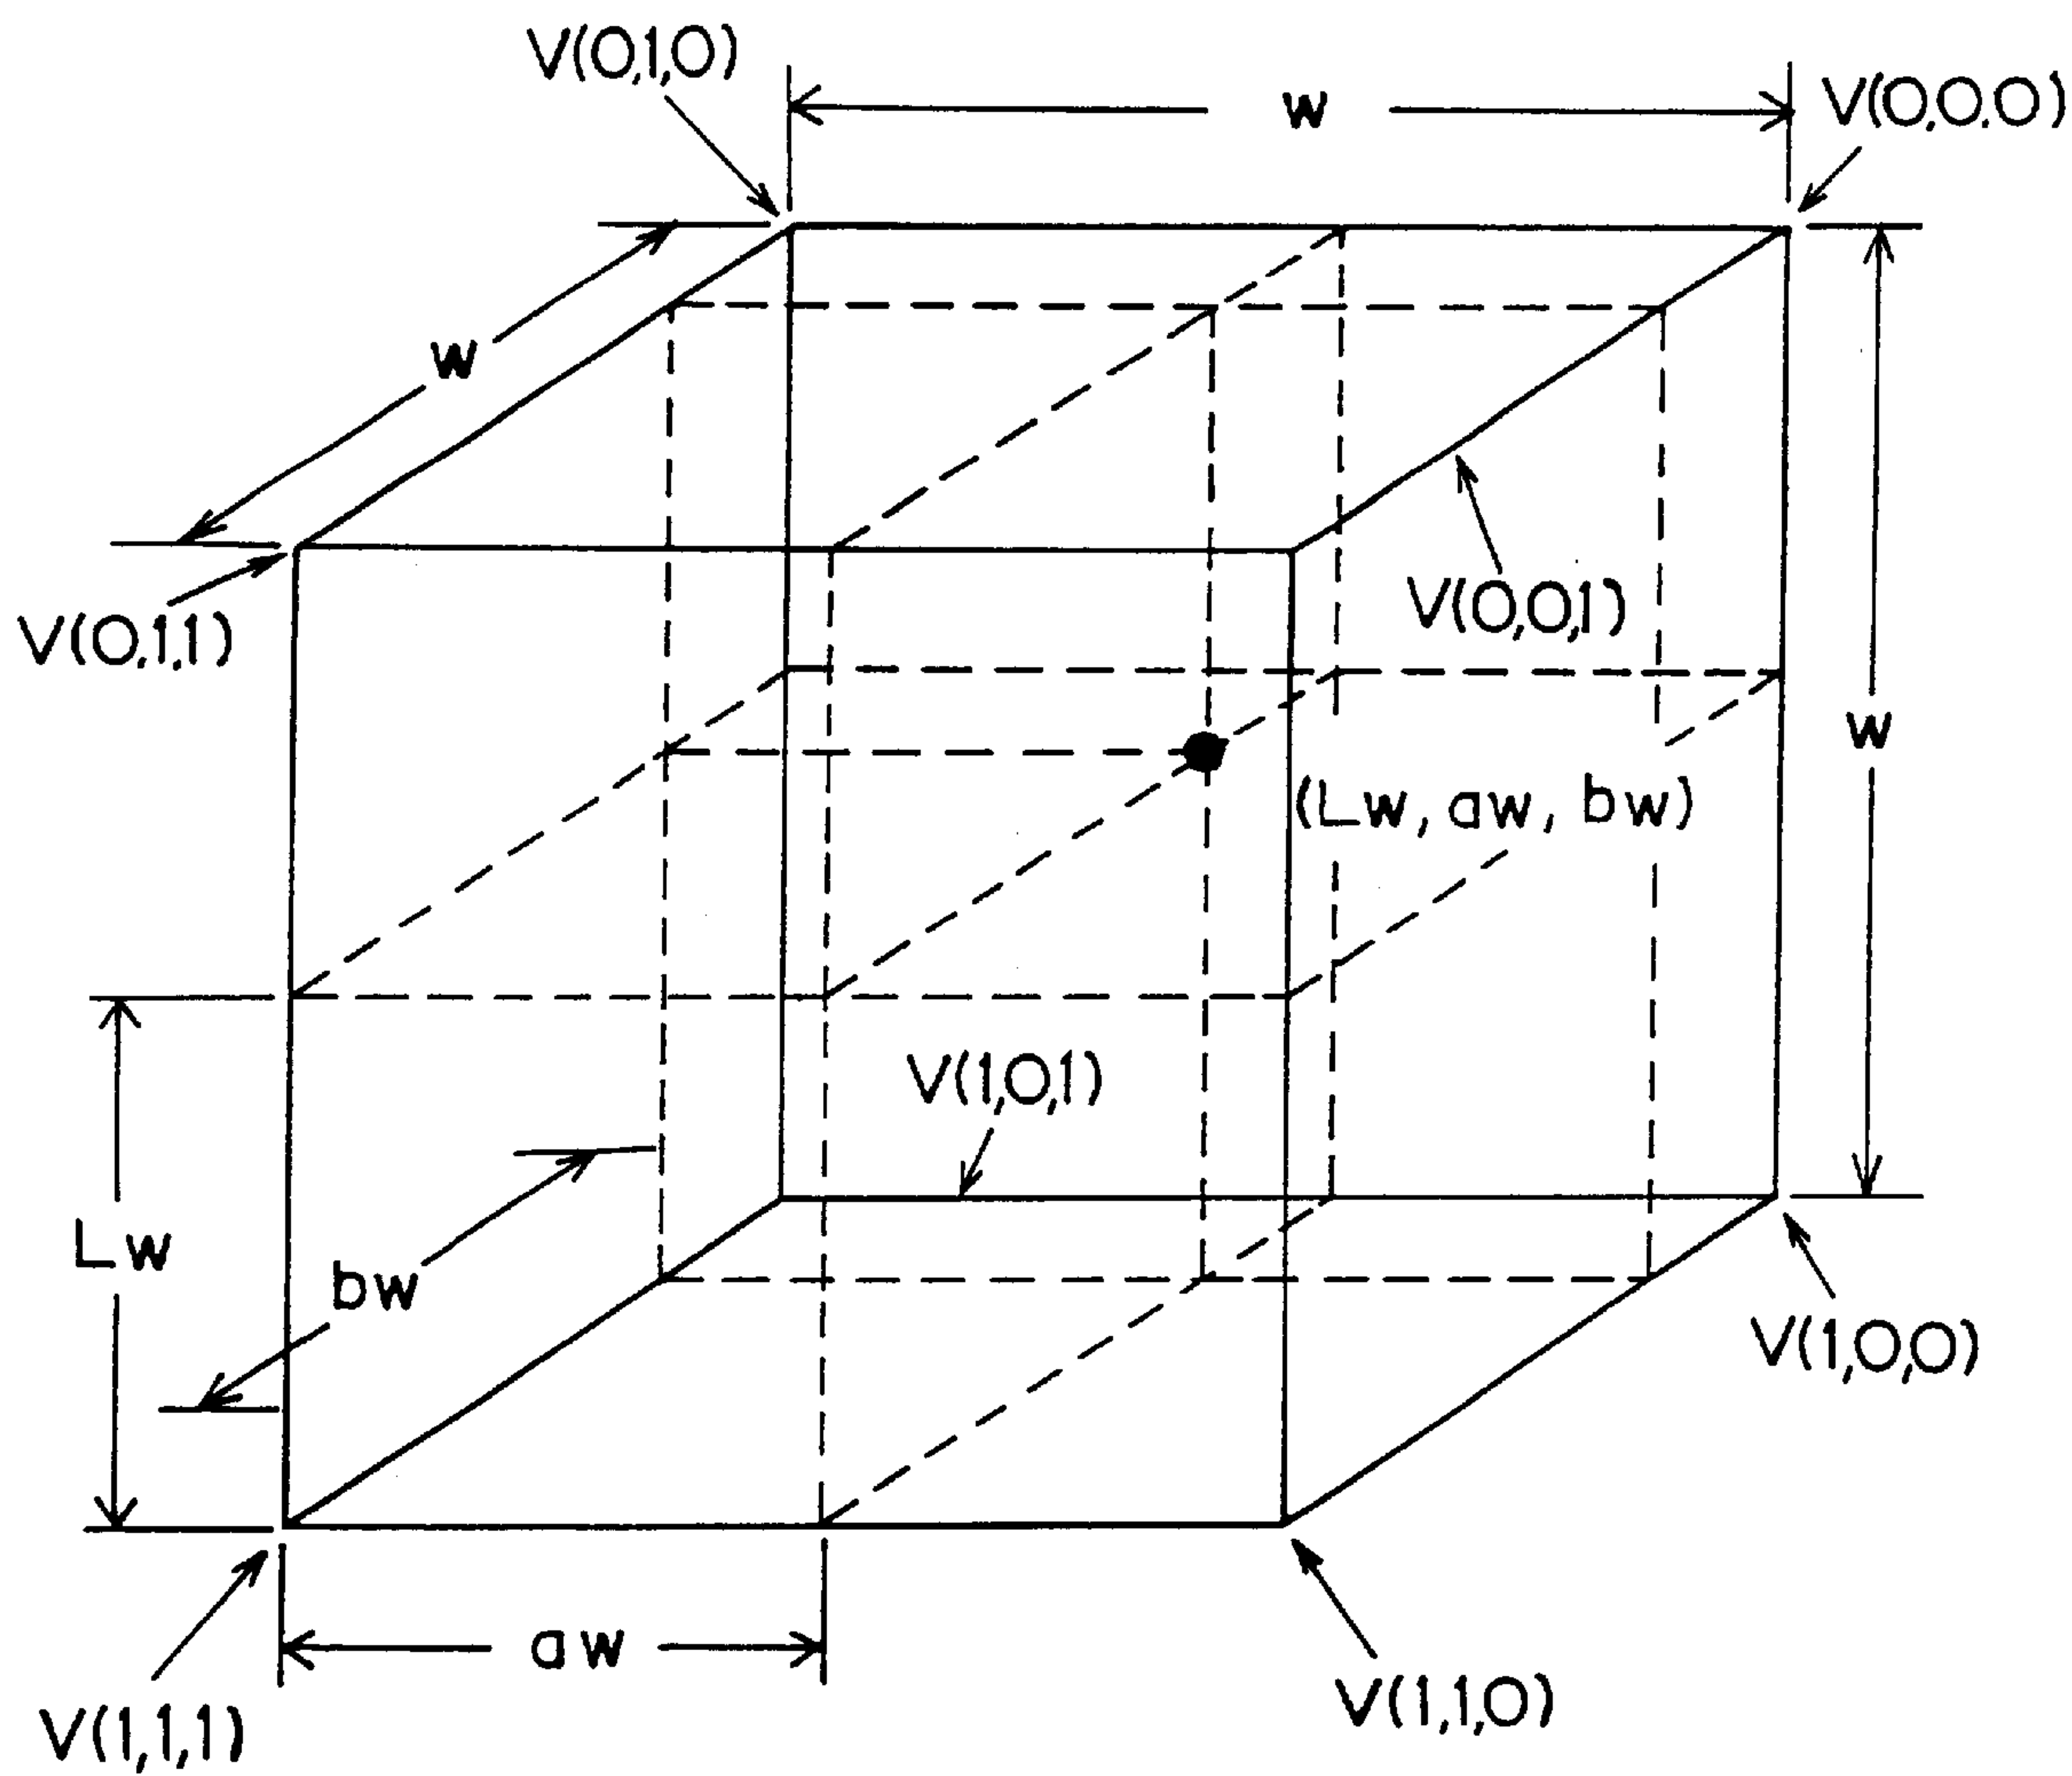 V(0,1,0)
w
V(0,0,0)
w
V(0,0,1)
V(0,1,1)
w
(Lw, aw, bw)
V(1,0,1)
Lw
bw
V(1,0,0)
aw
V(1,1,1)
V(1,1,0)